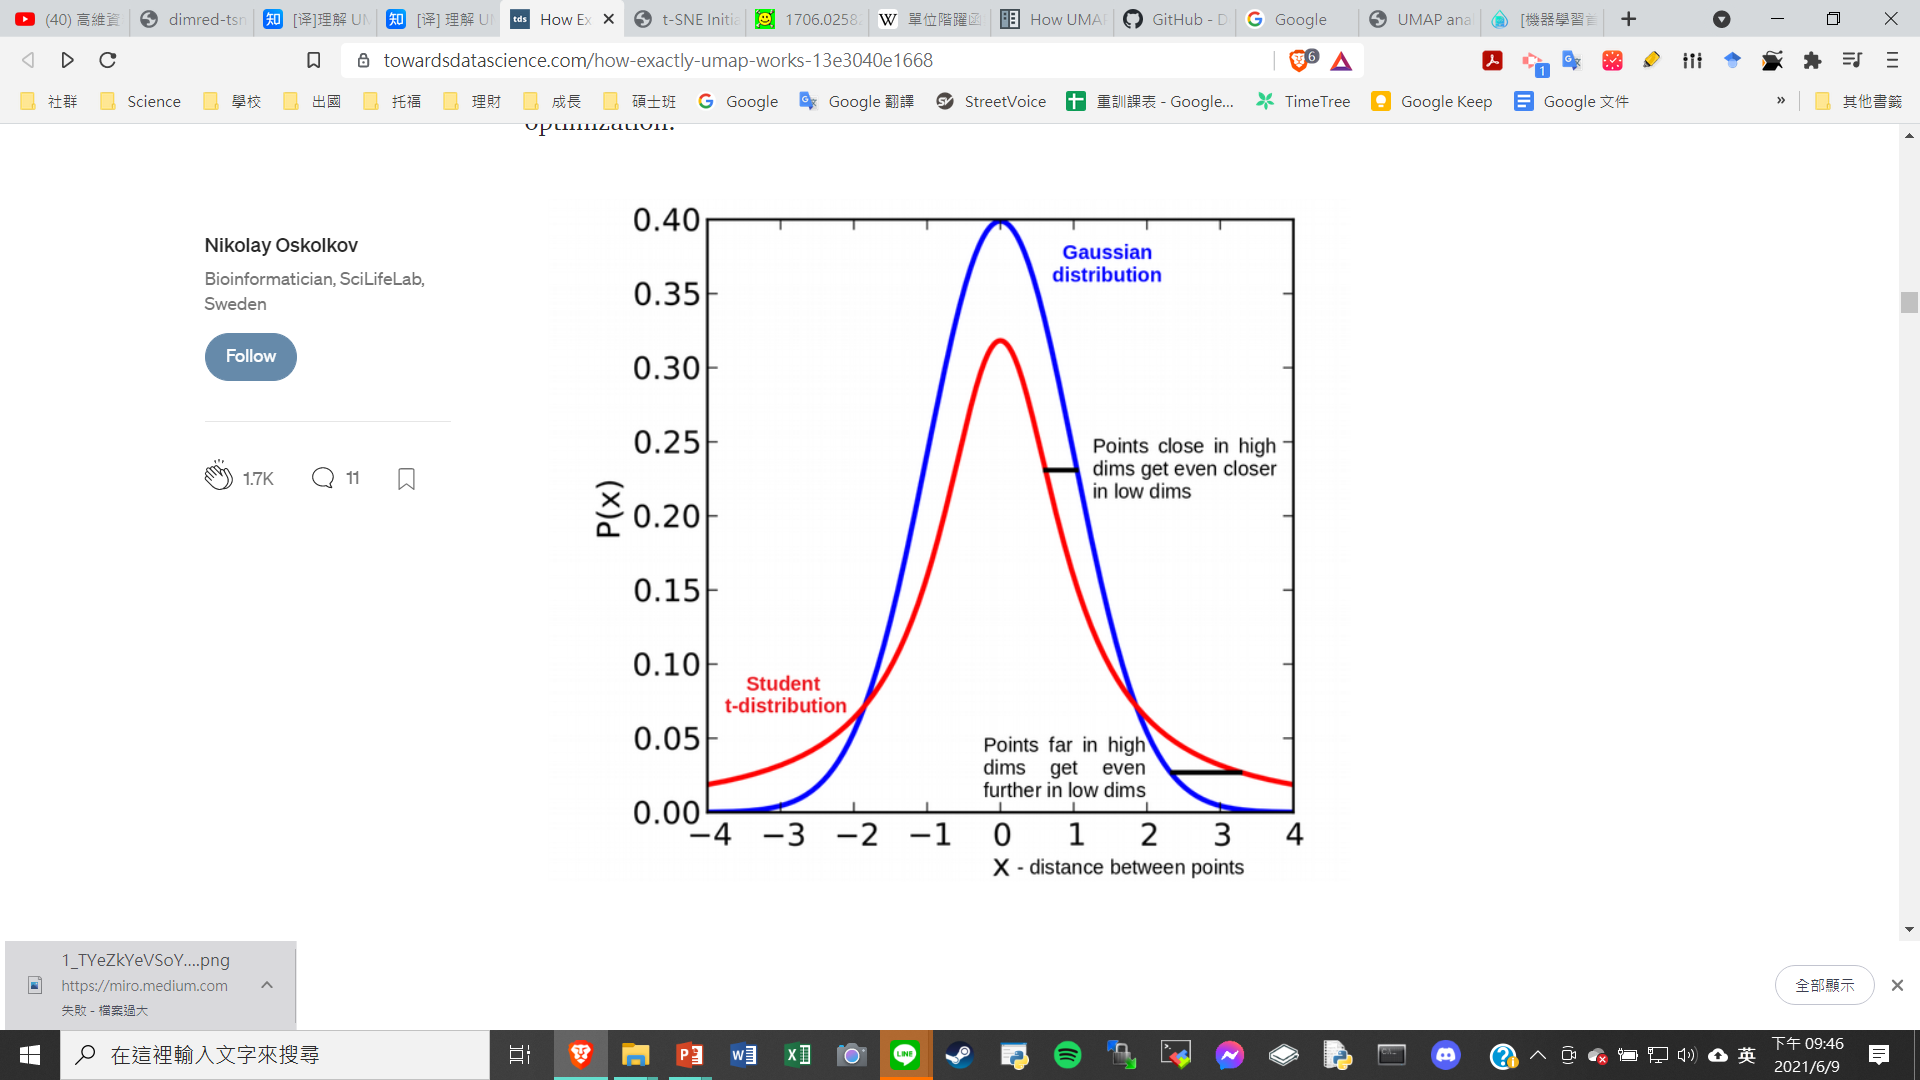 (40) 高維資
dimred-tsn
[译]理解 UM
[译] 理解 UM
How Ex
t-SNE Initia
1706.0258
單位階躍函
How UMAP
GitHub - D
Google
UMAP ana
[機器學習
towardsdatascience.com/how-exactly-umap-works-13e3040e1668
6
1
社群
Science
學校
出國
托福
理財
成長
碩士班
Google
Google 翻譯
StreetVoice
重訓課表 - Google...
TimeTree
Google Keep
Google 文件
»
其他書籤
optimization.
Nikolay Oskolkov
Bioinformatician, SciLifeLab,
Sweden
Follow
1.7K
11
0.40
0.35
0.30
0.25
0.20
0.15
0.10
0.05
0.00
P(x)
Gaussian
distribution
Points close in high
dims get even closer
in low dims
Student
t-distribution
Points far in high
dims get even
further in low dims
−4
−3
−2
−1
0
1
2
3
4
X - distance between points
1_TYeZkYeVSoY....png
https://miro.medium.com
失敗 - 檔案過大
全部顯示
在這裡輸入文字來搜尋
英
下午 09:46
2021/6/9